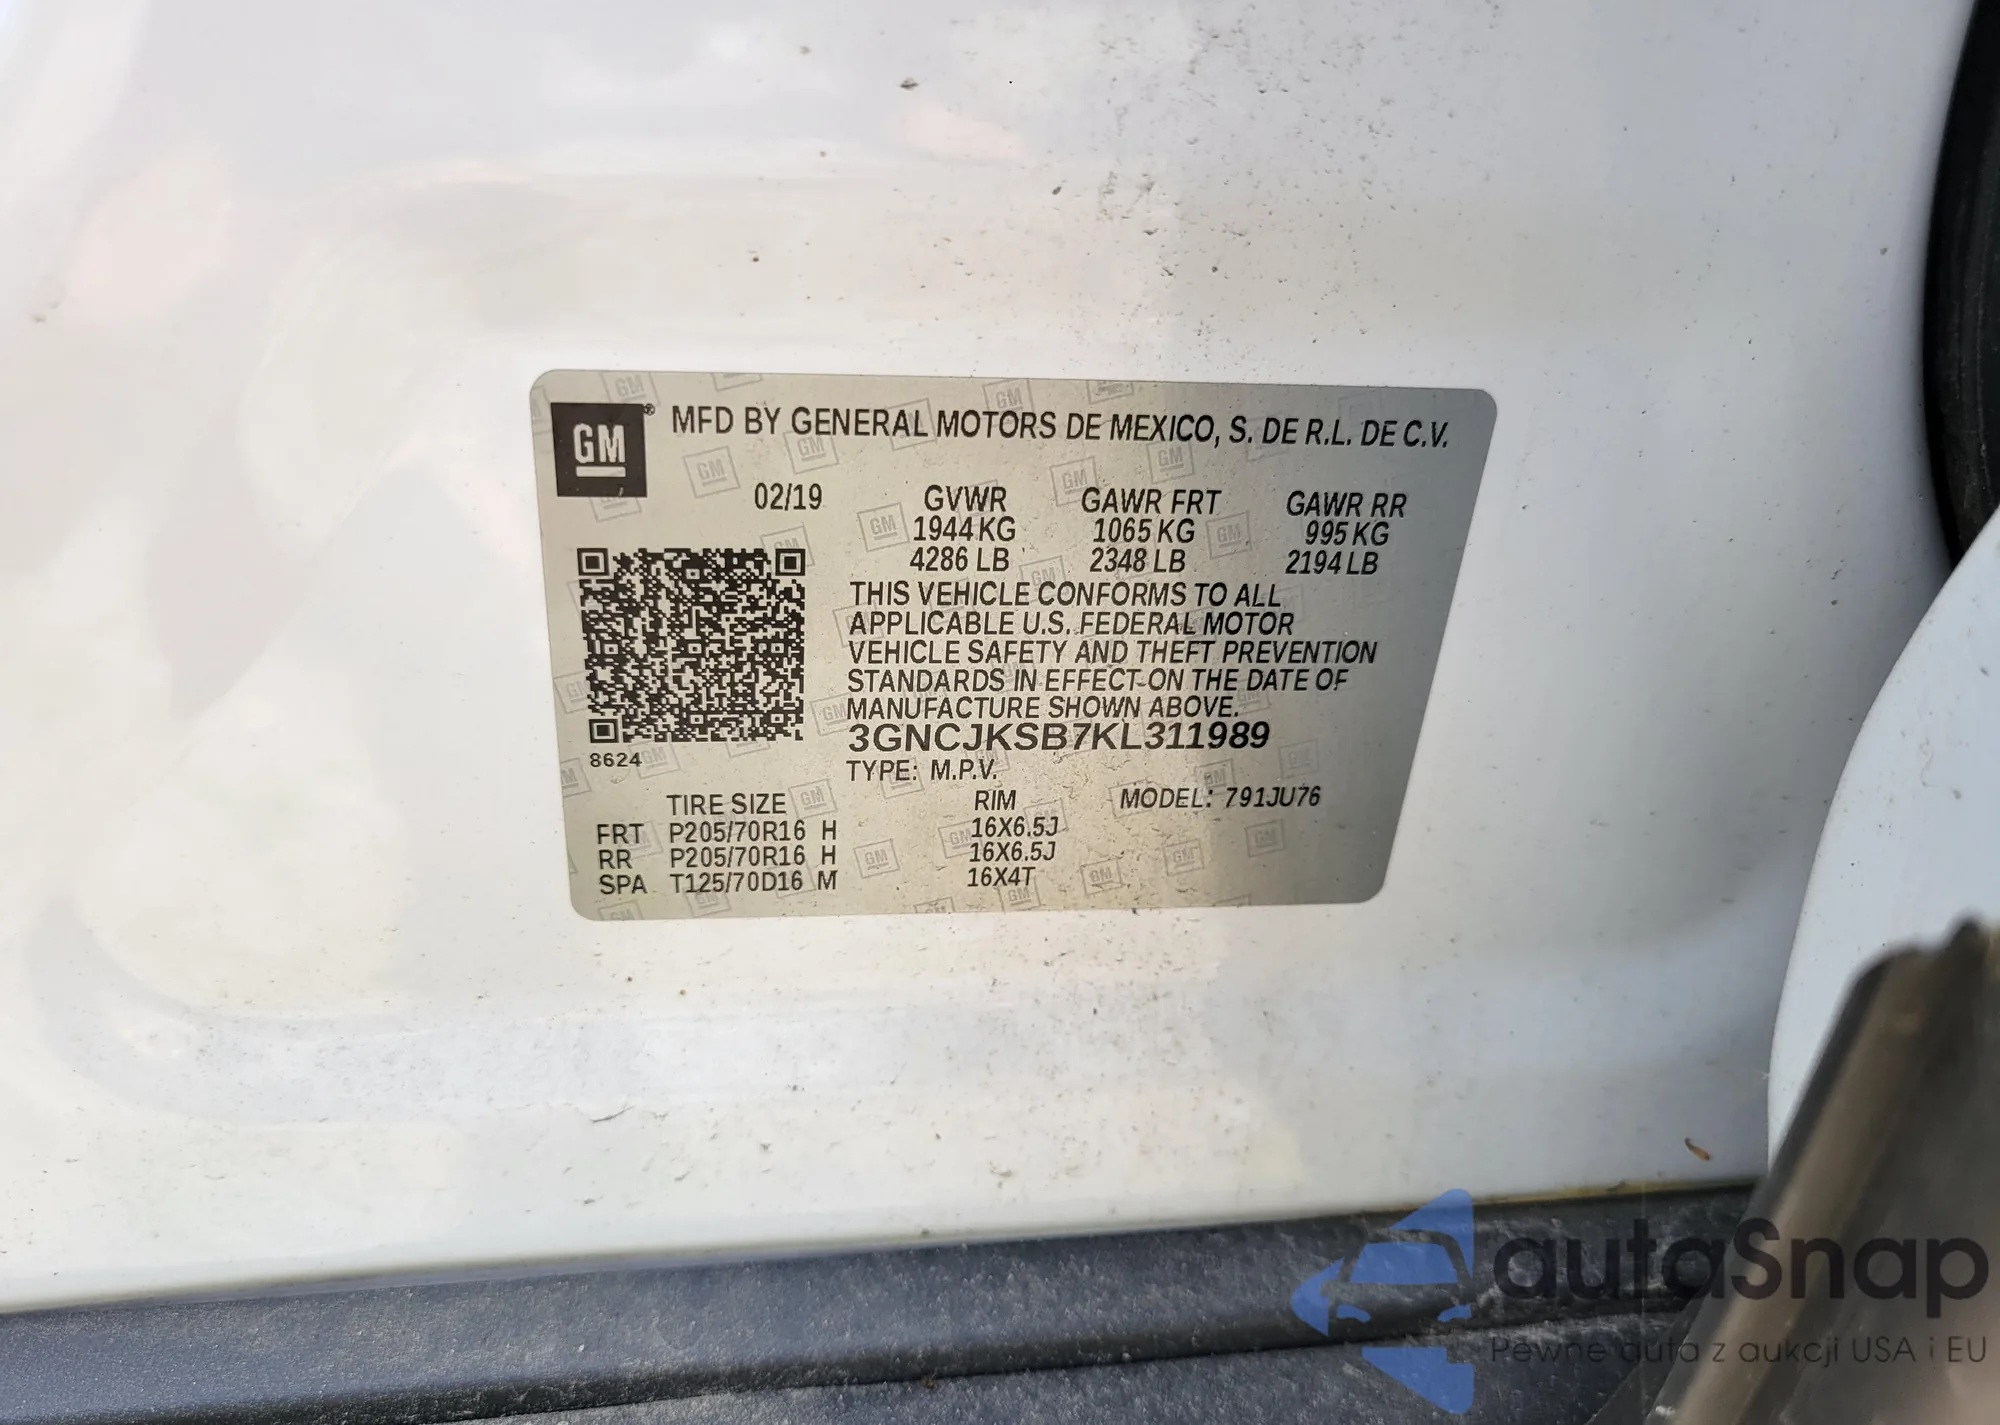 GM® MFD BY GENERAL MOTORS DE MEXICO, S. DE R.L. DE C.V.
02/19 GVWR GAWR FRT GAWR RR
1944 KG 1065 KG 995 KG
4286 LB 2348 LB 2194 LB
THIS VEHICLE CONFORMS TO ALL
APPLICABLE U.S. FEDERAL MOTOR
VEHICLE SAFETY AND THEFT PREVENTION
STANDARDS IN EFFECT ON THE DATE OF
MANUFACTURE SHOWN ABOVE.
3GNCJKSB7KL311989
8624
TYPE: M.P.V.
TIRE SIZE RIM MODEL: 791JU76
FRT P205/70R16 H 16X6.5J
RR P205/70R16 H 16X6.5J
SPA T125/70D16 M 16X4T
autaSnap
Pewne auta z aukcji USA i EU